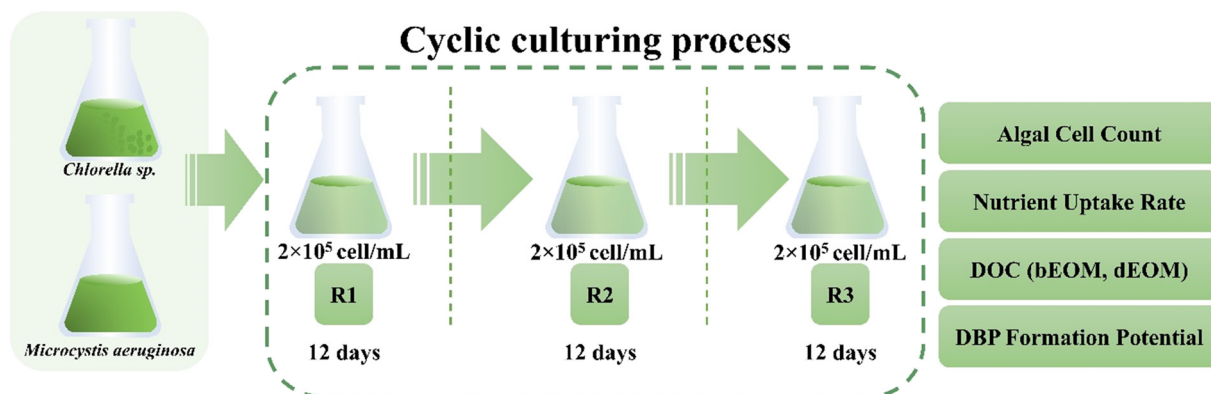 Cyclic culturing process
Chlorella sp.
Microcystis aeruginosa
2×10⁵ cell/mL
R1
12 days
2×10⁵ cell/mL
R2
12 days
2×10⁵ cell/mL
R3
12 days
Algal Cell Count
Nutrient Uptake Rate
DOC (bEOM, dEOM)
DBP Formation Potential